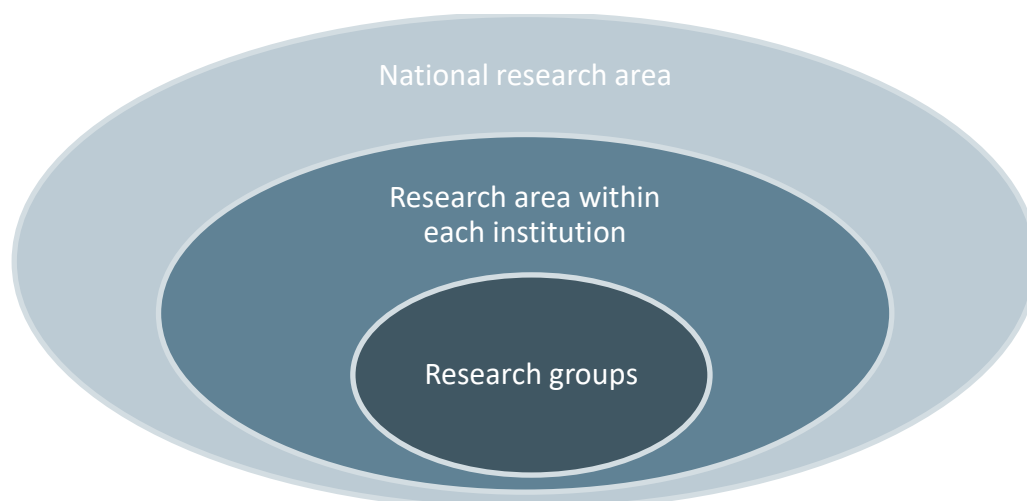 National research area
Research area within
each institution
Research groups